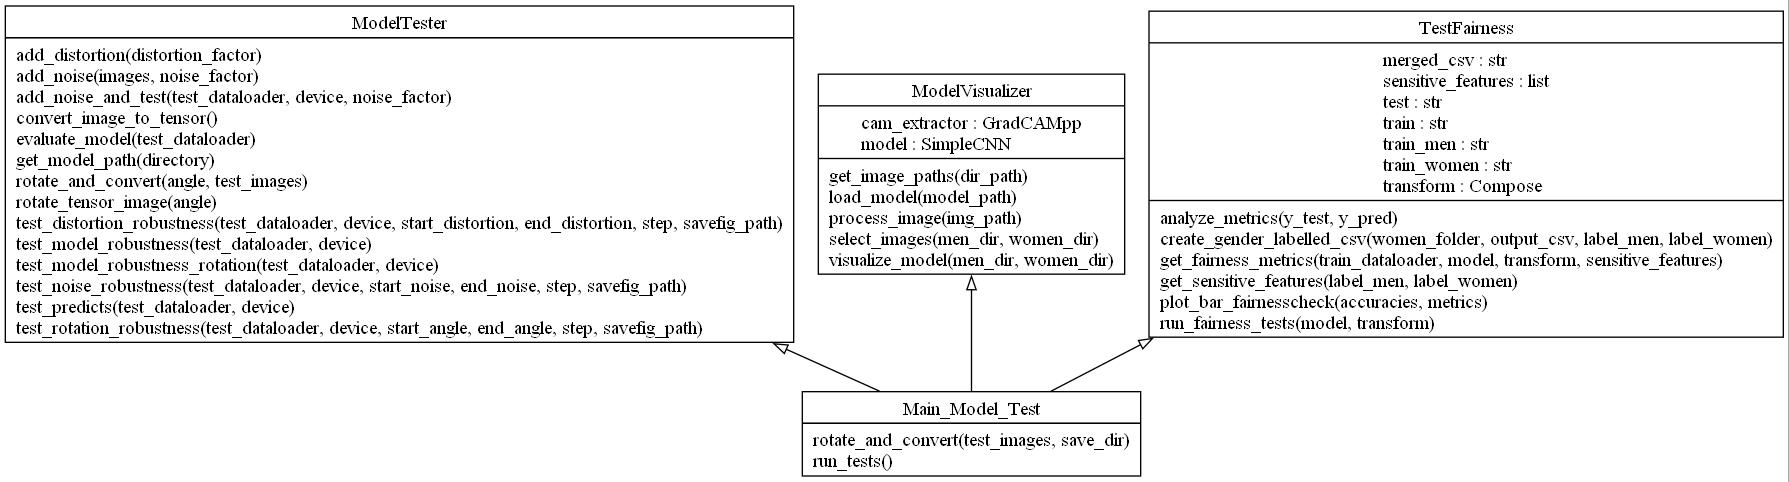 ModelTester
add_distortion(distortion_factor)
add_noise(images, noise_factor)
add_noise_and_test(test_dataloader, device, noise_factor)
convert_image_to_tensor()
evaluate_model(test_dataloader)
get_model_path(directory)
rotate_and_convert(angle, test_images)
rotate_tensor_image(angle)
test_distortion_robustness(test_dataloader, device, start_distortion, end_distortion, step, savefig_path)
test_model_robustness(test_dataloader, device)
test_model_robustness_rotation(test_dataloader, device)
test_noise_robustness(test_dataloader, device, start_noise, end_noise, step, savefig_path)
test_predicts(test_dataloader, device)
test_rotation_robustness(test_dataloader, device, start_angle, end_angle, step, savefig_path)
ModelVisualizer
cam_extractor : GradCAMpp
model : SimpleCNN
get_image_paths(dir_path)
load_model(model_path)
process_image(img_path)
select_images(men_dir, women_dir)
visualize_model(men_dir, women_dir)
TestFairness
merged_csv : str
sensitive_features : list
test : str
train : str
train_men : str
train_women : str
transform : Compose
analyze_metrics(y_test, y_pred)
create_gender_labelled_csv(women_folder, output_csv, label_men, label_women)
get_fairness_metrics(train_dataloader, model, transform, sensitive_features)
get_sensitive_features(label_men, label_women)
plot_bar_fairnesscheck(accuracies, metrics)
run_fairness_tests(model, transform)
Main_Model_Test
rotate_and_convert(test_images, save_dir)
run_tests()